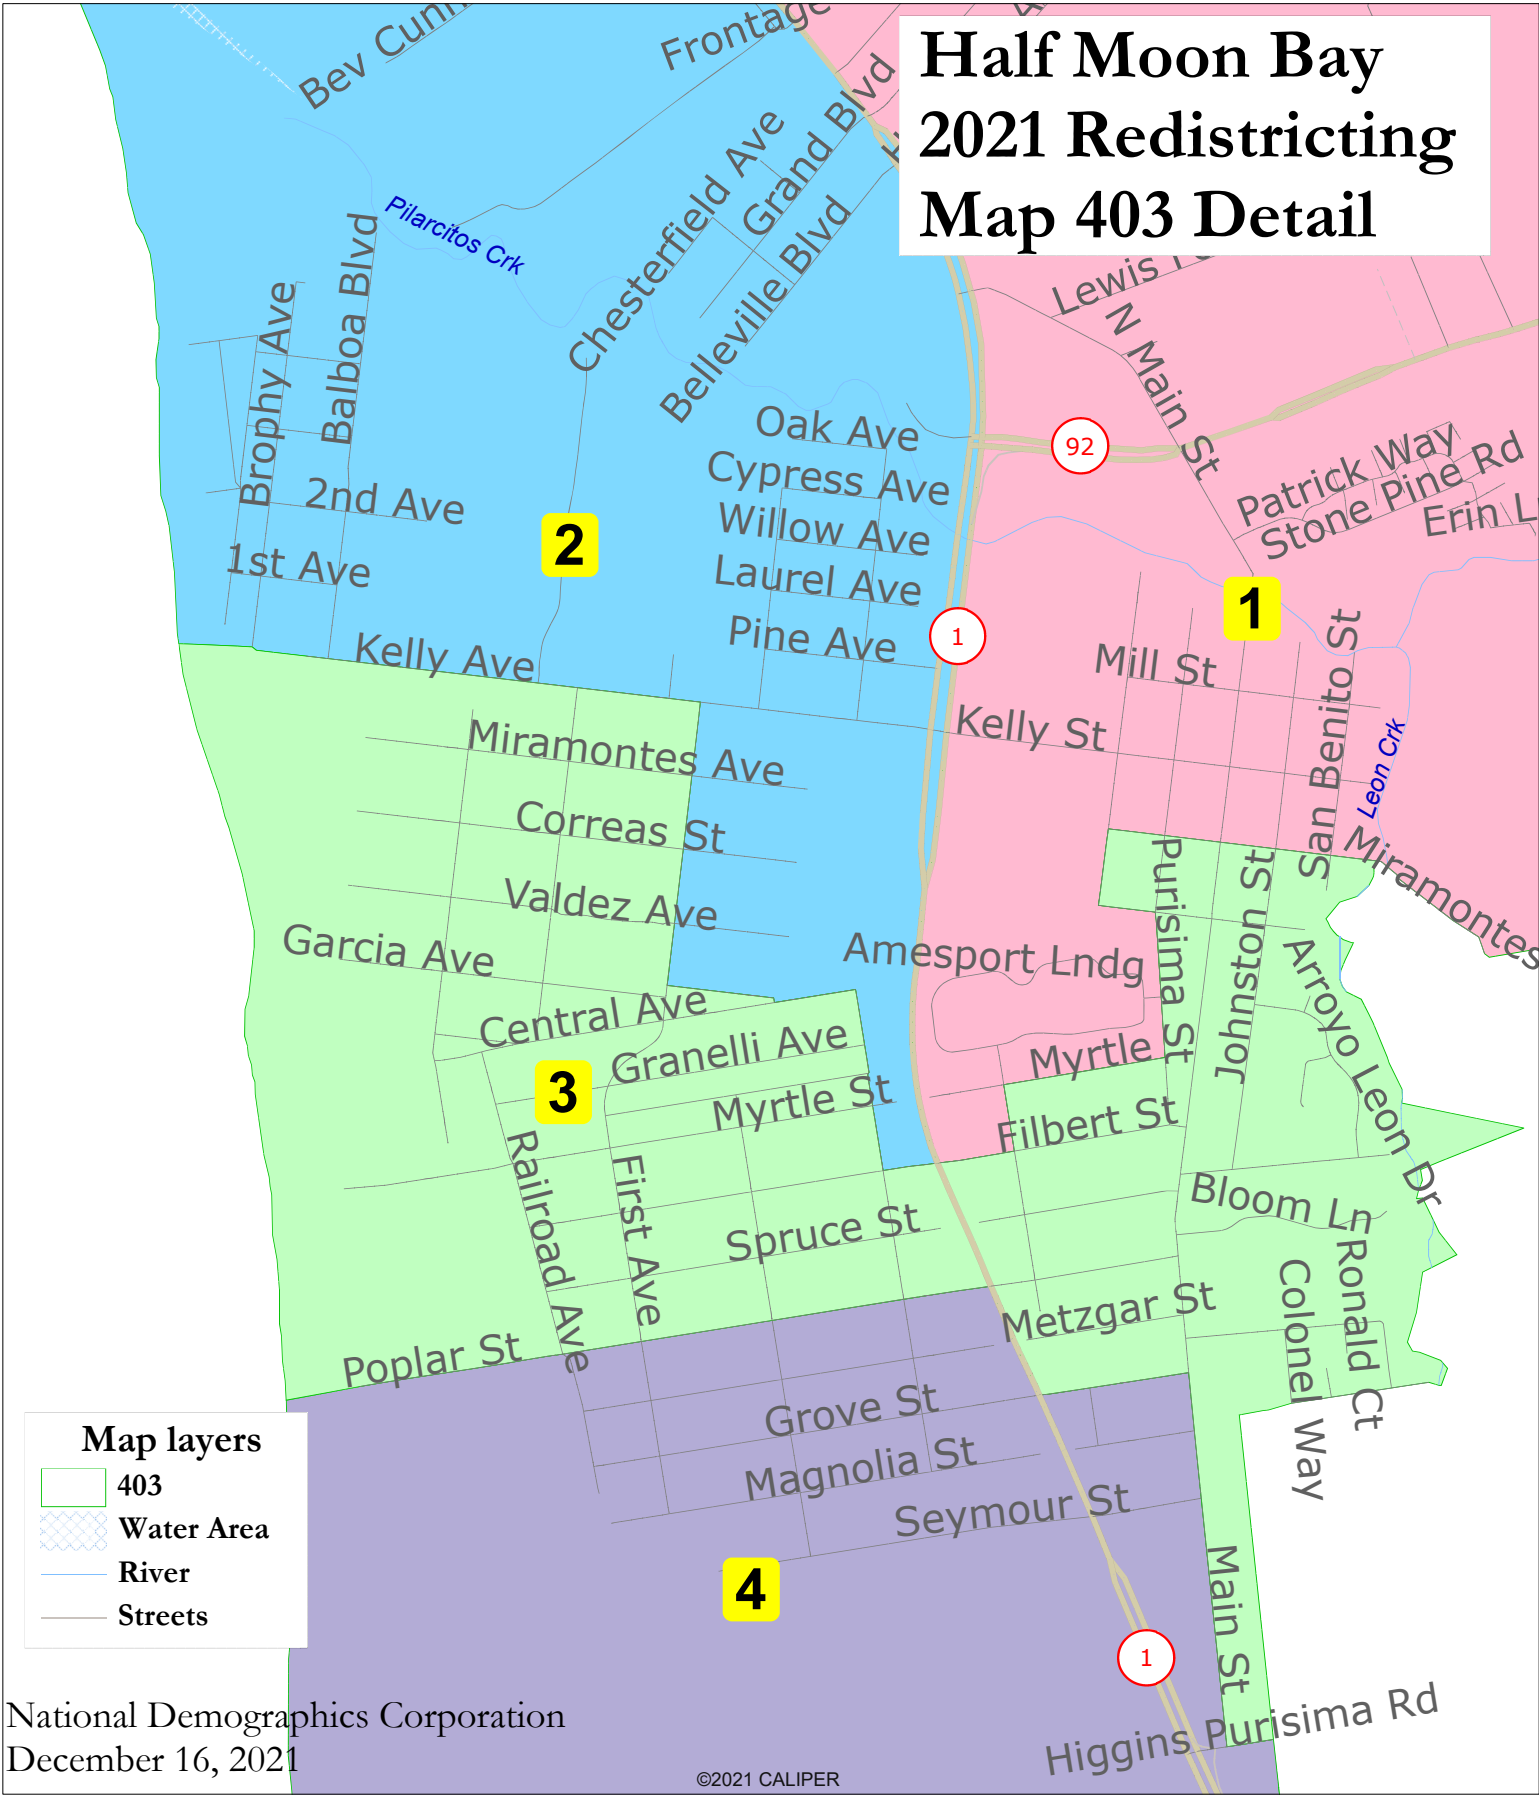 Half Moon Bay
2021 Redistricting
Map 403 Detail
Frontage
Bev
Grand Blvd
Chesterfield Ave
Belleville Blvd
Pilarcitos Crk
Balboa Blvd
Brophy Ave
Lewis
N Main St
Oak Ave
92
Cypress Ave
Patrick Way
Stone Pine Rd
Erin
2nd Ave
Willow Ave
2
1st Ave
Laurel Ave
1
Pine Ave
1
Kelly Ave
Mill St
San Benito St
Kelly St
Leon Crk
Miramontes Ave
Correas St
Miramontes
Valdez Ave
Purisima St
Johnston St
Garcia Ave
Amesport Lndg
Arroyo Leon Dr
Central Ave
Granelli Ave
Myrtle
3
Myrtle St
Filbert St
Railroad Ave
First Ave
Bloom Ln
Spruce St
Ronald Ct
Colonel Way
Metzgar St
Poplar St
Grove St
Magnolia St
Seymour St
Map layers
403
Water Area
River
Streets
4
Main St
1
Higgins Purisima Rd
National Demographics Corporation
December 16, 2021
©2021 CALIPER